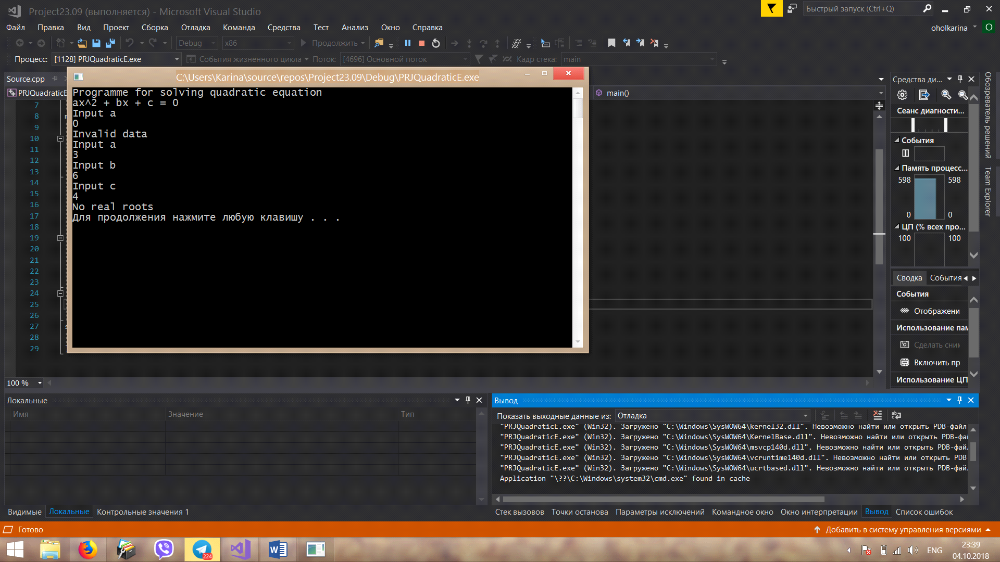 Project23.09 (выполняется) - Microsoft Visual Studio
Быстрый запуск (Ctrl+Q)
Файл Правка Вид Проект Сборка Отладка Команда Средства Тест Анализ Окно Справка
oholkarina O
Debug x86 Продолжить
Процесс: [1128] PRJQuadraticE.exe События жизненного цикла Поток: [4696] Основной поток Кадр стека: main
Source.cpp
PRJQuadraticE
main()
C:\Users\Karina\source\repos\Project23.09\Debug\PRJQuadraticE.exe
Programme for solving quadratic equation
ax^2 + bx + c = 0
Input a
0
Invalid data
Input a
3
Input b
6
Input c
4
No real roots
Для продолжения нажмите любую клавишу . . .
7
8
9
10
11
12
13
14
15
16
17
18
19
20
21
22
23
24
25
26
27
28
29
100 %
Средства ди...
Сеанс диагности...
События
Память процесс...
598 598
0 0
ЦП (% всех про...
100 100
Сводка События
События
Отображени
Использование пам
Сделать сним
Включить пр
Использование ЦП
Обозреватель решений
Team Explorer
Локальные
Имя Значение Тип
Видимые Локальные Контрольные значения 1
Вывод
Показать выходные данные из: Отладка
"PRJQuadraticE.exe" (Win32). Загружено "C:\Windows\SysWOW64\kernel32.dll". Невозможно найти или открыть PDB-файл
"PRJQuadraticE.exe" (Win32). Загружено "C:\Windows\SysWOW64\KernelBase.dll". Невозможно найти или открыть PDB-фай
"PRJQuadraticE.exe" (Win32). Загружено "C:\Windows\SysWOW64\msvcp140d.dll". Невозможно найти или открыть PDB-файл
"PRJQuadraticE.exe" (Win32). Загружено "C:\Windows\SysWOW64\vcruntime140d.dll". Невозможно найти или открыть PDB
"PRJQuadraticE.exe" (Win32). Загружено "C:\Windows\SysWOW64\ucrtbased.dll". Невозможно найти или открыть PDB-файл
Application "\??\C:\Windows\system32\cmd.exe" found in cache
Стек вызовов Точки останова Параметры исключений Командное окно Окно интерпретации Вывод Список ошибок
Готово
Добавить в систему управления версиями
224
ENG
23:39
04.10.2018